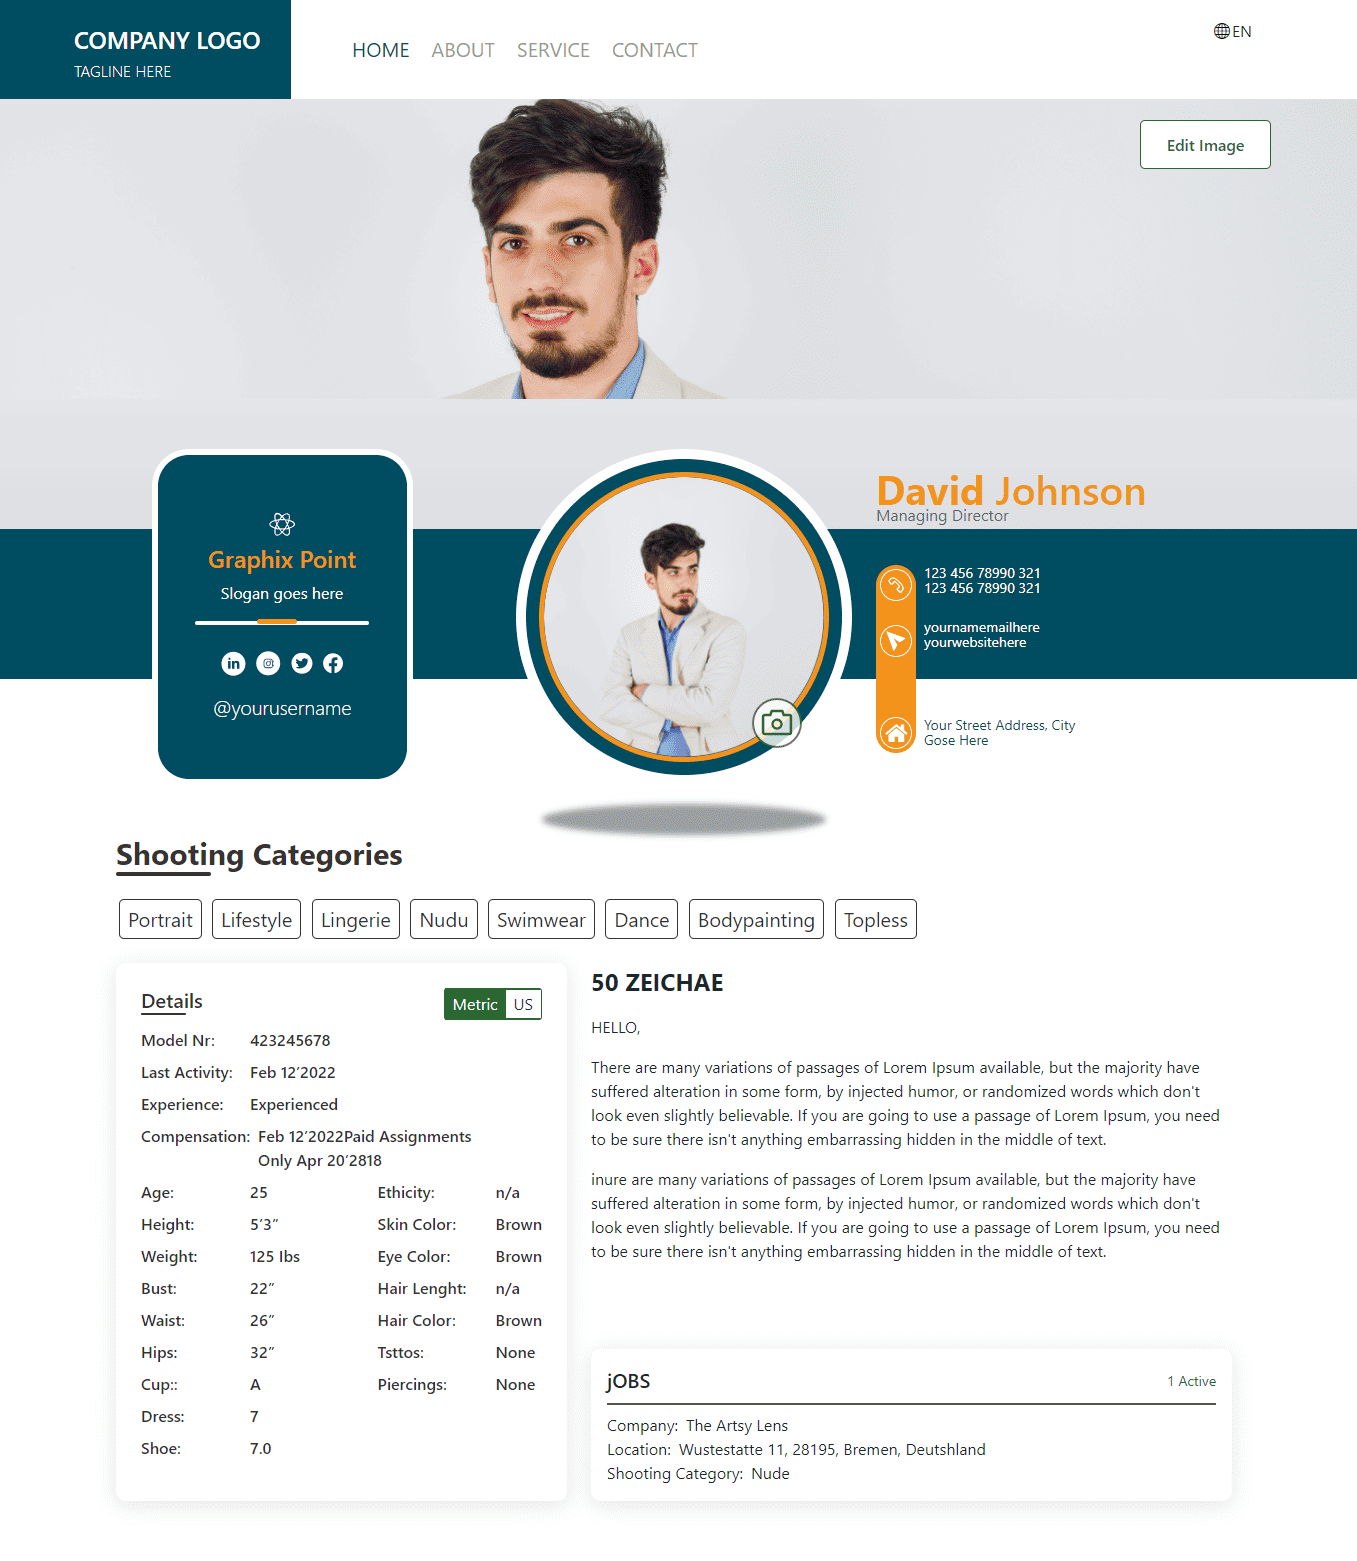 COMPANY LOGO
TAGLINE HERE
HOME ABOUT SERVICE CONTACT
EN
Edit Image
Graphix Point
Slogan goes here
@yourusername
David Johnson
Managing Director
123 456 78990 321
123 456 78990 321
yournamemailhere
yourwebsitehere
Your Street Address, City
Gose Here
Shooting Categories
Portrait Lifestyle Lingerie Nudu Swimwear Dance Bodypainting Topless
Details
Metric US
Model Nr: 423245678
Last Activity: Feb 12’2022
Experience: Experienced
Compensation: Feb 12’2022Paid Assignments
Only Apr 20’2818
Age: 25 Ethicity: n/a
Height: 5’3” Skin Color: Brown
Weight: 125 Ibs Eye Color: Brown
Bust: 22” Hair Lenght: n/a
Waist: 26” Hair Color: Brown
Hips: 32” Tsttos: None
Cup:: A Piercings: None
Dress: 7
Shoe: 7.0
50 ZEICHAE
HELLO,
There are many variations of passages of Lorem Ipsum available, but the majority have
suffered alteration in some form, by injected humor, or randomized words which don't
look even slightly believable. If you are going to use a passage of Lorem Ipsum, you need
to be sure there isn't anything embarrassing hidden in the middle of text.
inure are many variations of passages of Lorem Ipsum available, but the majority have
suffered alteration in some form, by injected humor, or randomized words which don't
look even slightly believable. If you are going to use a passage of Lorem Ipsum, you need
to be sure there isn't anything embarrassing hidden in the middle of text.
jOBS
1 Active
Company: The Artsy Lens
Location: Wustestatte 11, 28195, Bremen, Deutshland
Shooting Category: Nude